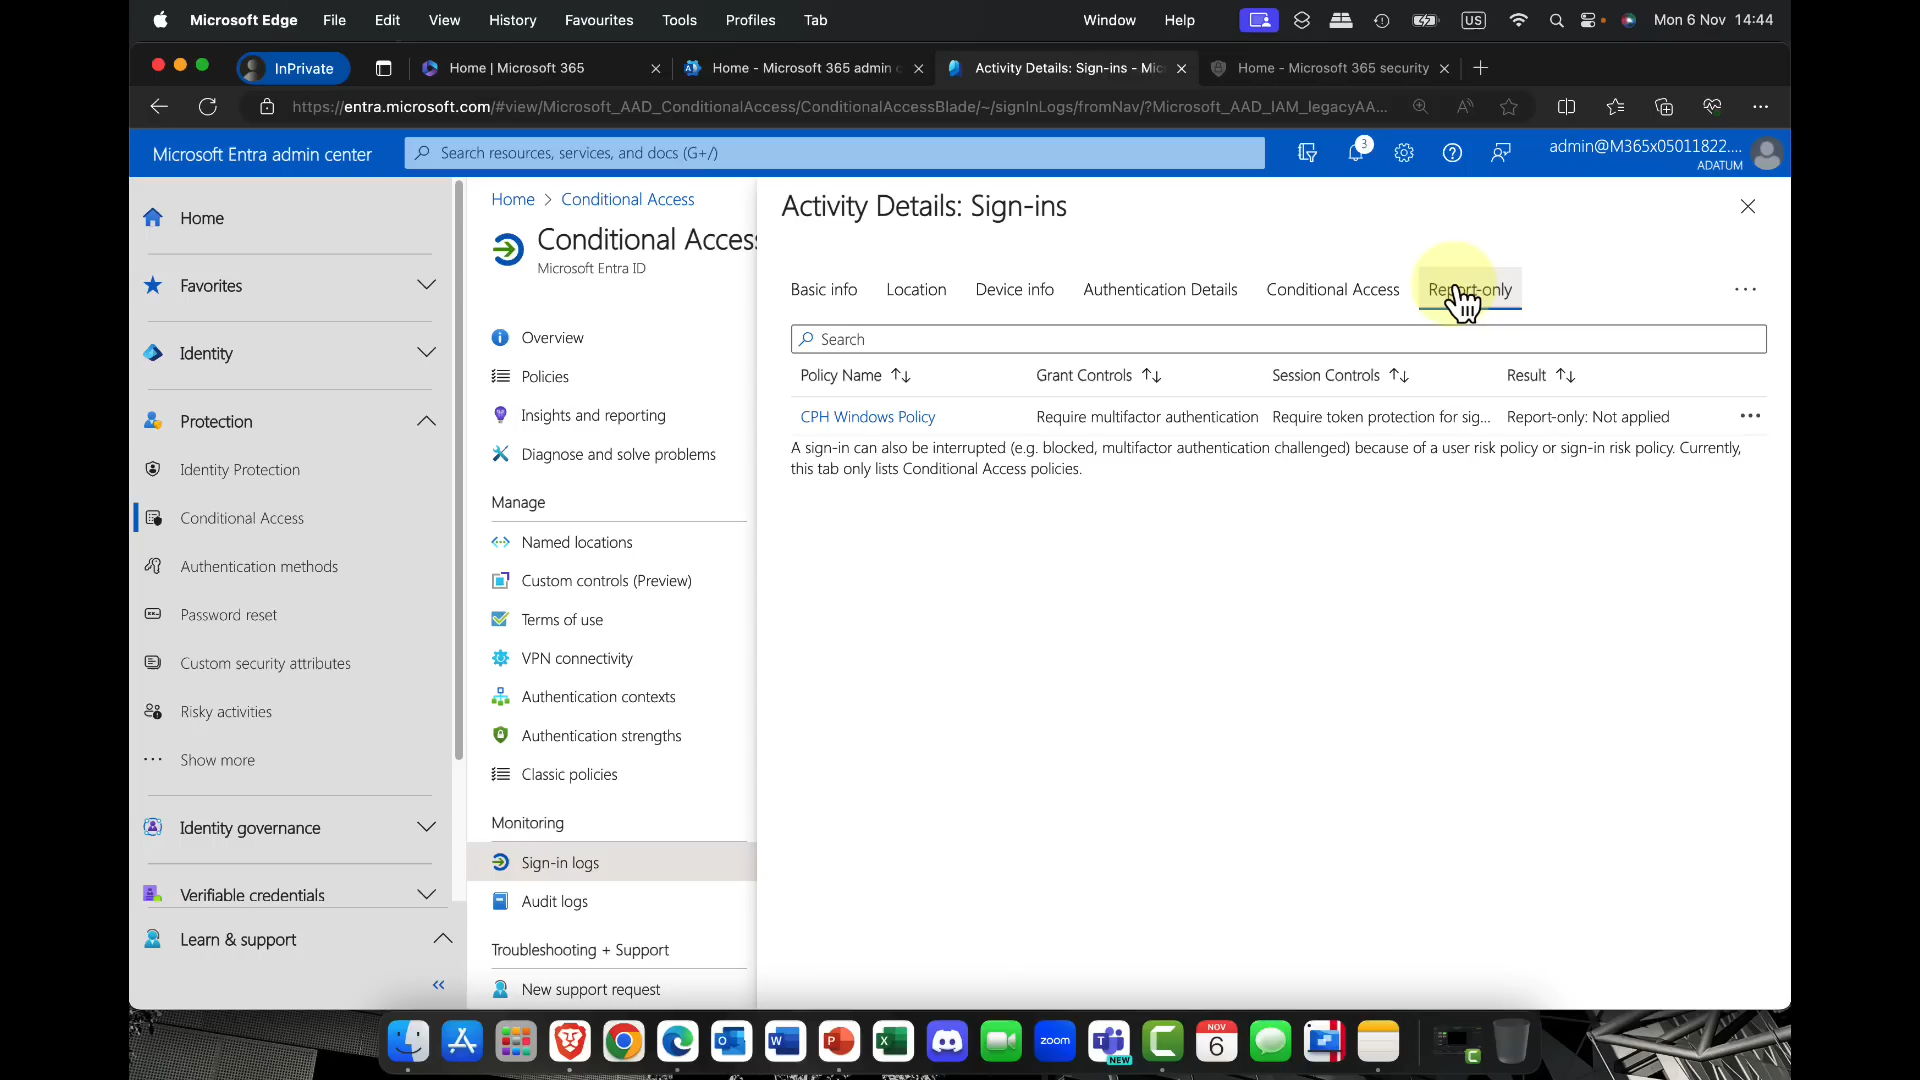 Microsoft Edge File Edit View History Favourites Tools Profiles Tab Window Help US Mon 6 Nov 14:44
InPrivate Home | Microsoft 365 Home - Microsoft 365 admin c Activity Details: Sign-ins - Mic Home - Microsoft 365 security
https://entra.microsoft.com/#view/Microsoft_AAD_ConditionalAccess/ConditionalAccessBlade/~/signInLogs/fromNav/?Microsoft_AAD_IAM_legacyAA...
Microsoft Entra admin center
Search resources, services, and docs (G+/)
3
admin@M365x05011822....
ADATUM
Home
Favorites
Identity
Protection
Identity Protection
Conditional Access
Authentication methods
Password reset
Custom security attributes
Risky activities
Show more
Identity governance
Verifiable credentials
Learn & support
Home > Conditional Access
Conditional Access
Microsoft Entra ID
Overview
Policies
Insights and reporting
Diagnose and solve problems
Manage
Named locations
Custom controls (Preview)
Terms of use
VPN connectivity
Authentication contexts
Authentication strengths
Classic policies
Monitoring
Sign-in logs
Audit logs
Troubleshooting + Support
New support request
Activity Details: Sign-ins
Basic info Location Device info Authentication Details Conditional Access Report-only
Search
Policy Name Grant Controls Session Controls Result
CPH Windows Policy Require multifactor authentication Require token protection for sig... Report-only: Not applied
A sign-in can also be interrupted (e.g. blocked, multifactor authentication challenged) because of a user risk policy or sign-in risk policy. Currently,
this tab only lists Conditional Access policies.
zoom
NEW
NOV
6